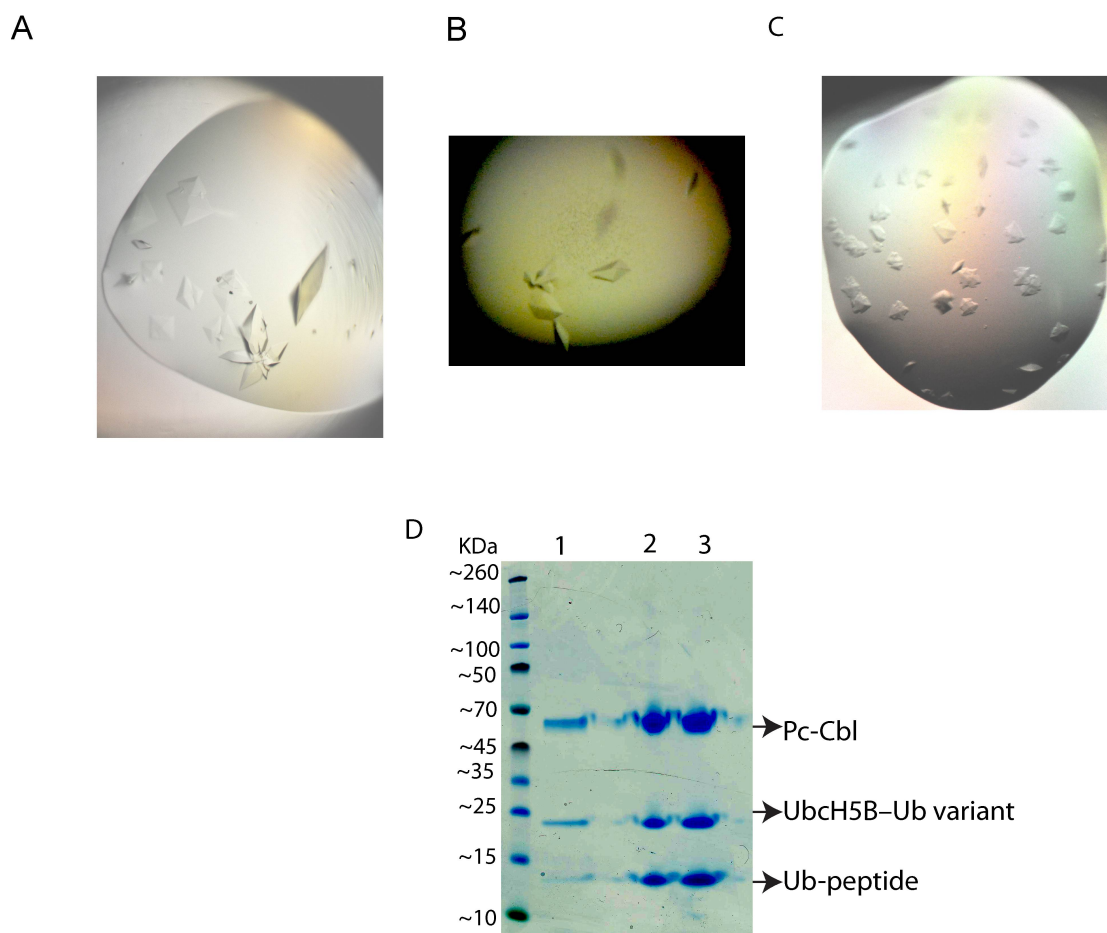 A
B
C
D
KDa 1 2 3
~260
~140
~100
~50
~70
~45
~35
~25
~15
~10
Pc-Cbl
UbcH5B–Ub variant
Ub-peptide